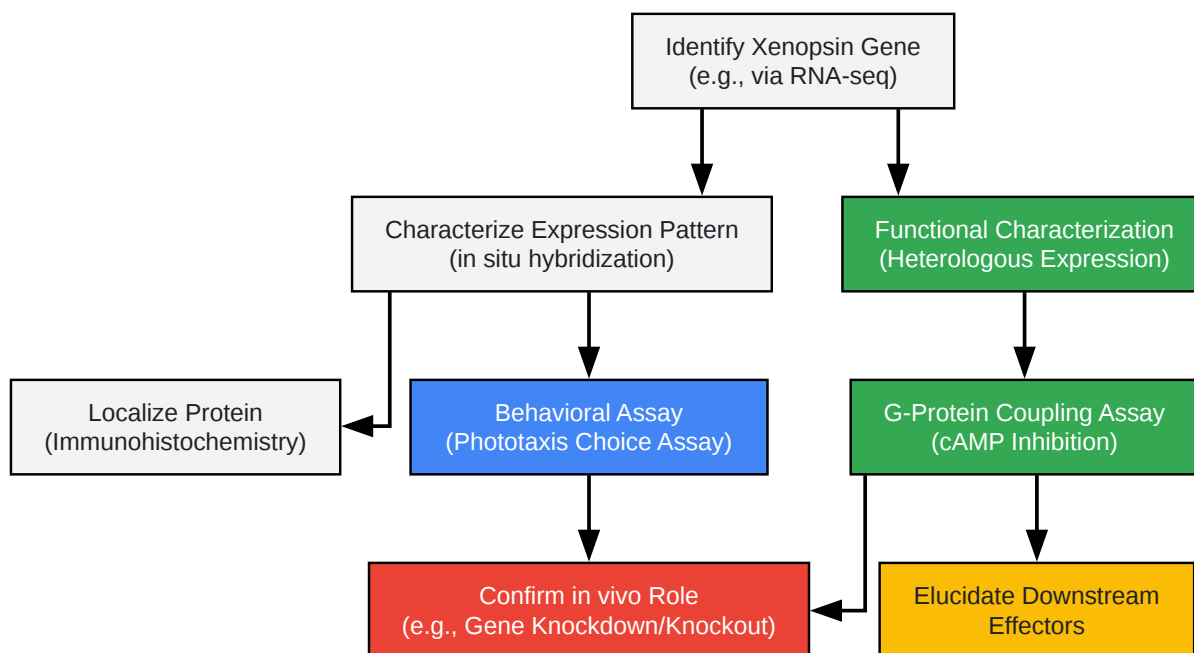 Identify Xenopsin Gene
(e.g., via RNA-seq)
Characterize Expression Pattern
(in situ hybridization)
Functional Characterization
(Heterologous Expression)
Localize Protein
(Immunohistochemistry)
Behavioral Assay
(Phototaxis Choice Assay)
G-Protein Coupling Assay
(cAMP Inhibition)
Confirm in vivo Role
(e.g., Gene Knockdown/Knockout)
Elucidate Downstream
Effectors